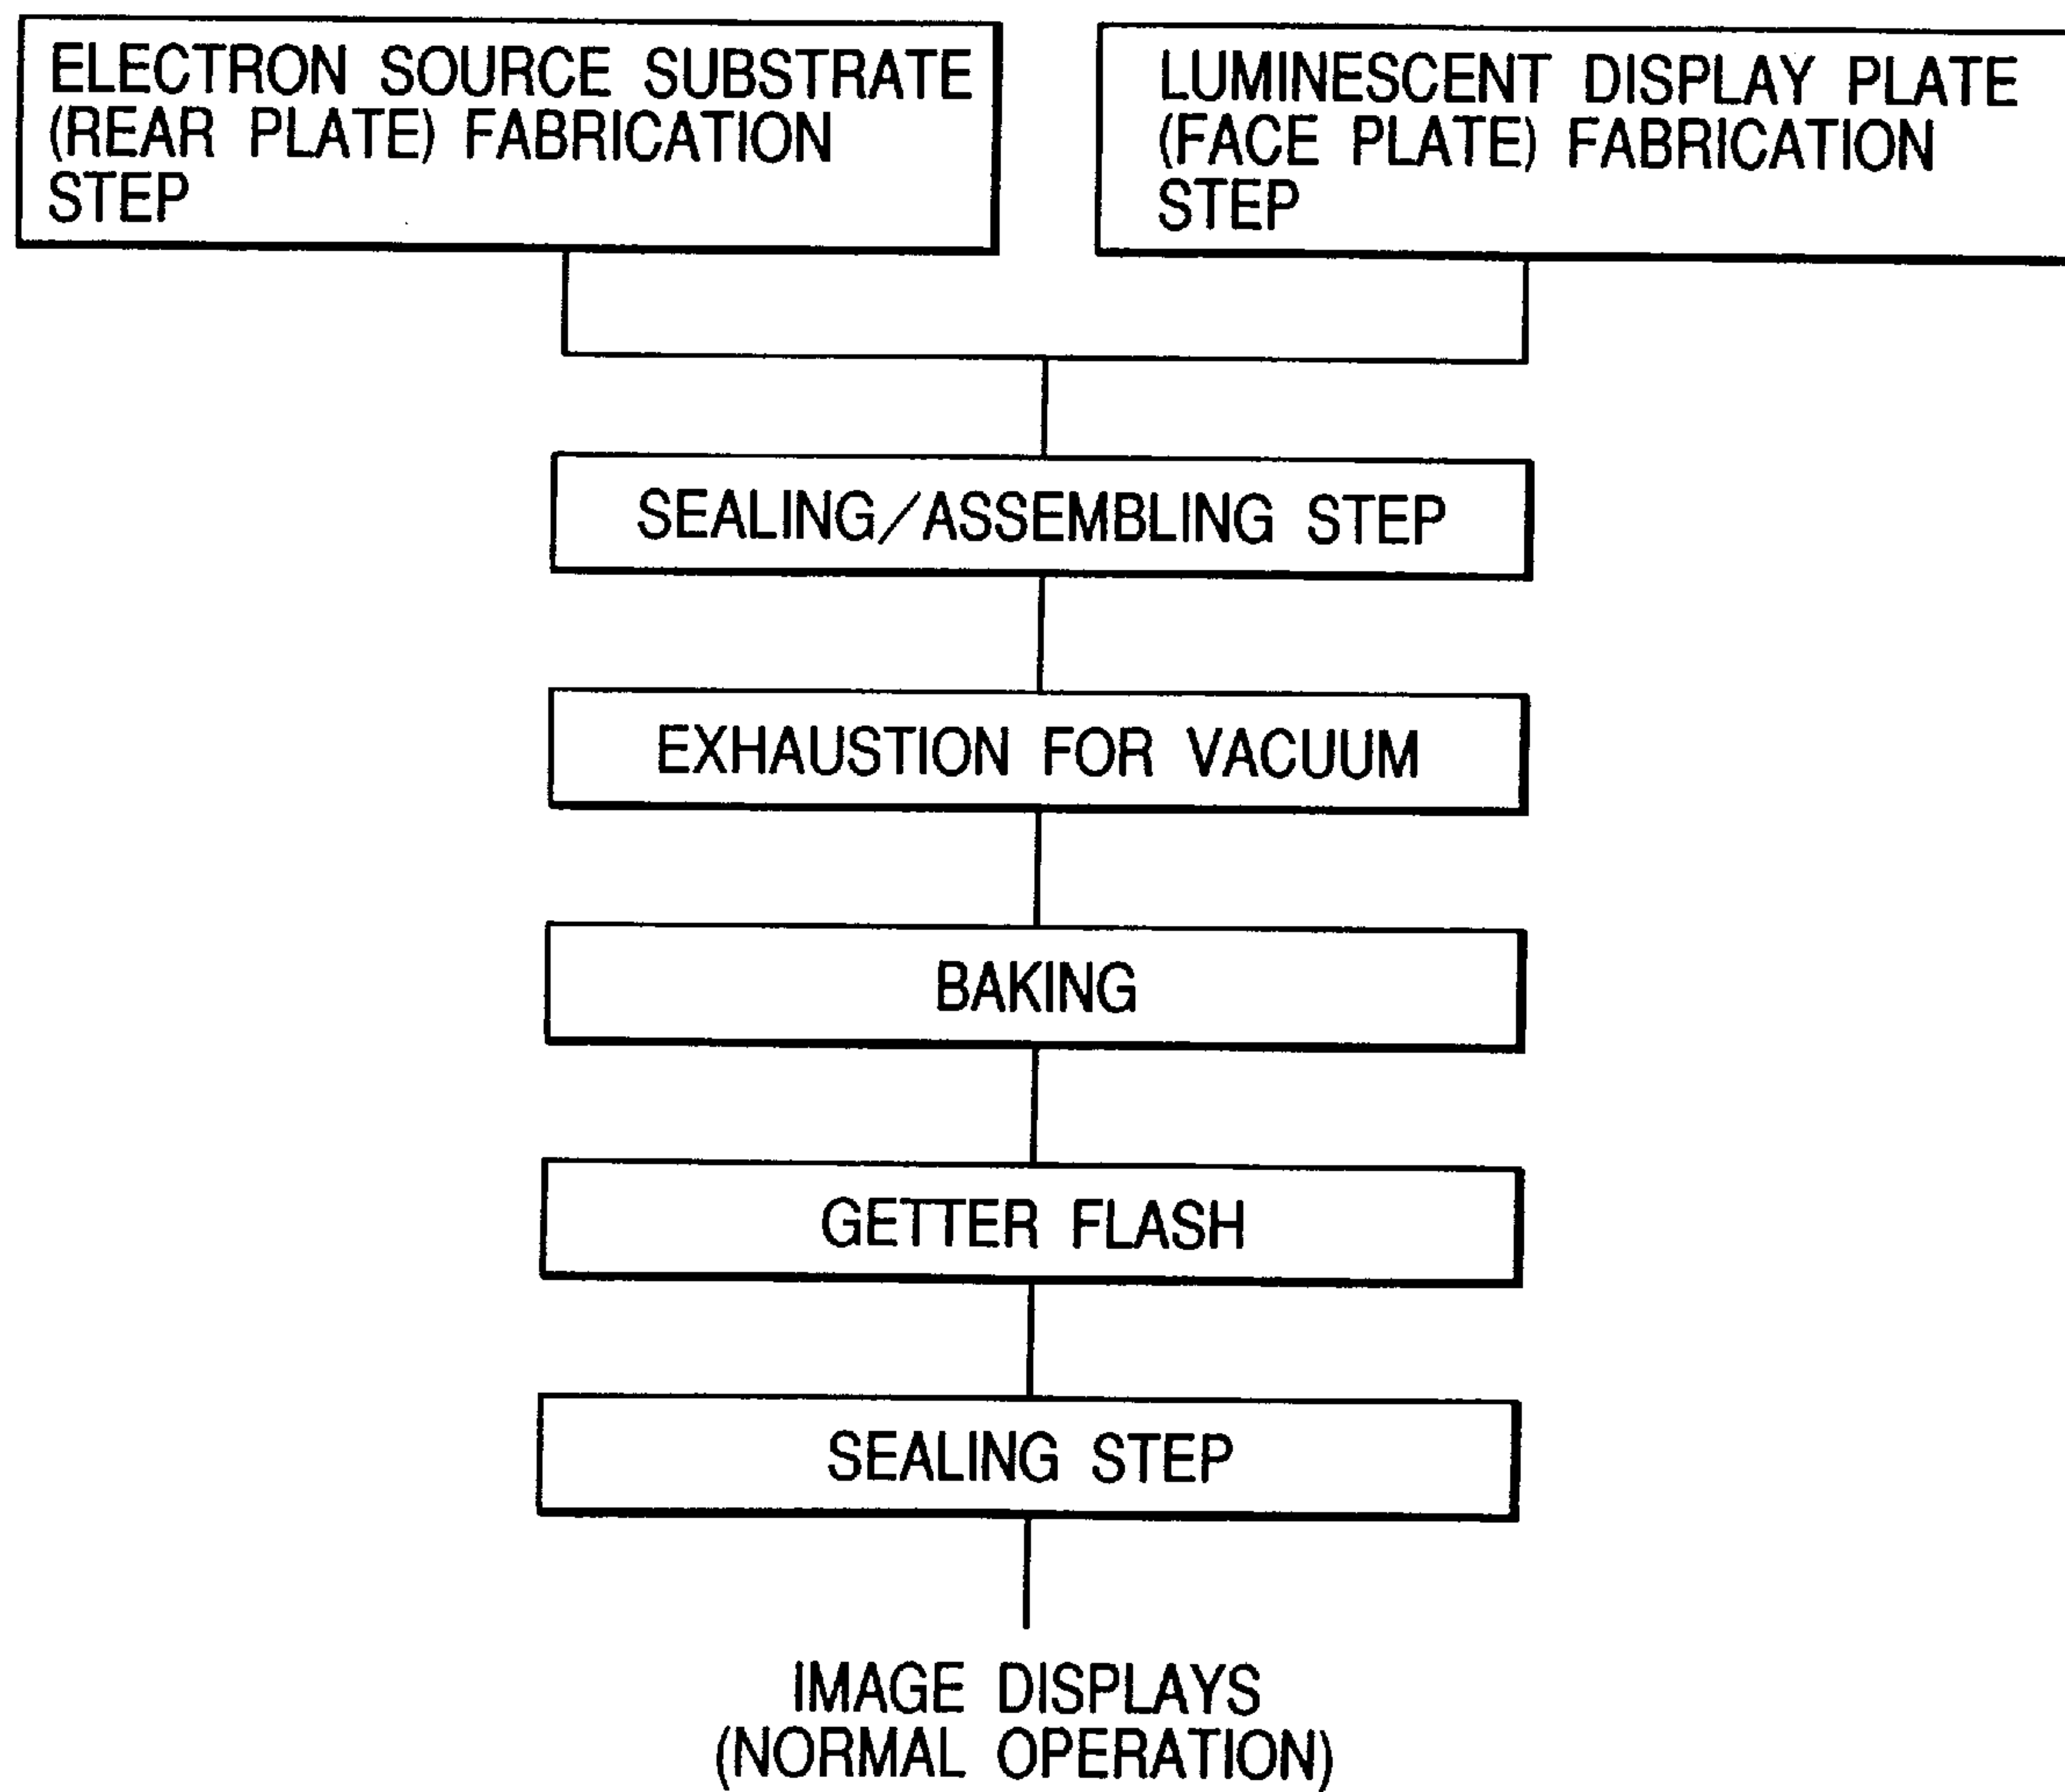 ELECTRON SOURCE SUBSTRATE
(REAR PLATE) FABRICATION
STEP
LUMINESCENT DISPLAY PLATE
(FACE PLATE) FABRICATION
STEP
SEALING/ASSEMBLING STEP
EXHAUSTION FOR VACUUM
BAKING
GETTER FLASH
SEALING STEP
IMAGE DISPLAYS
(NORMAL OPERATION)